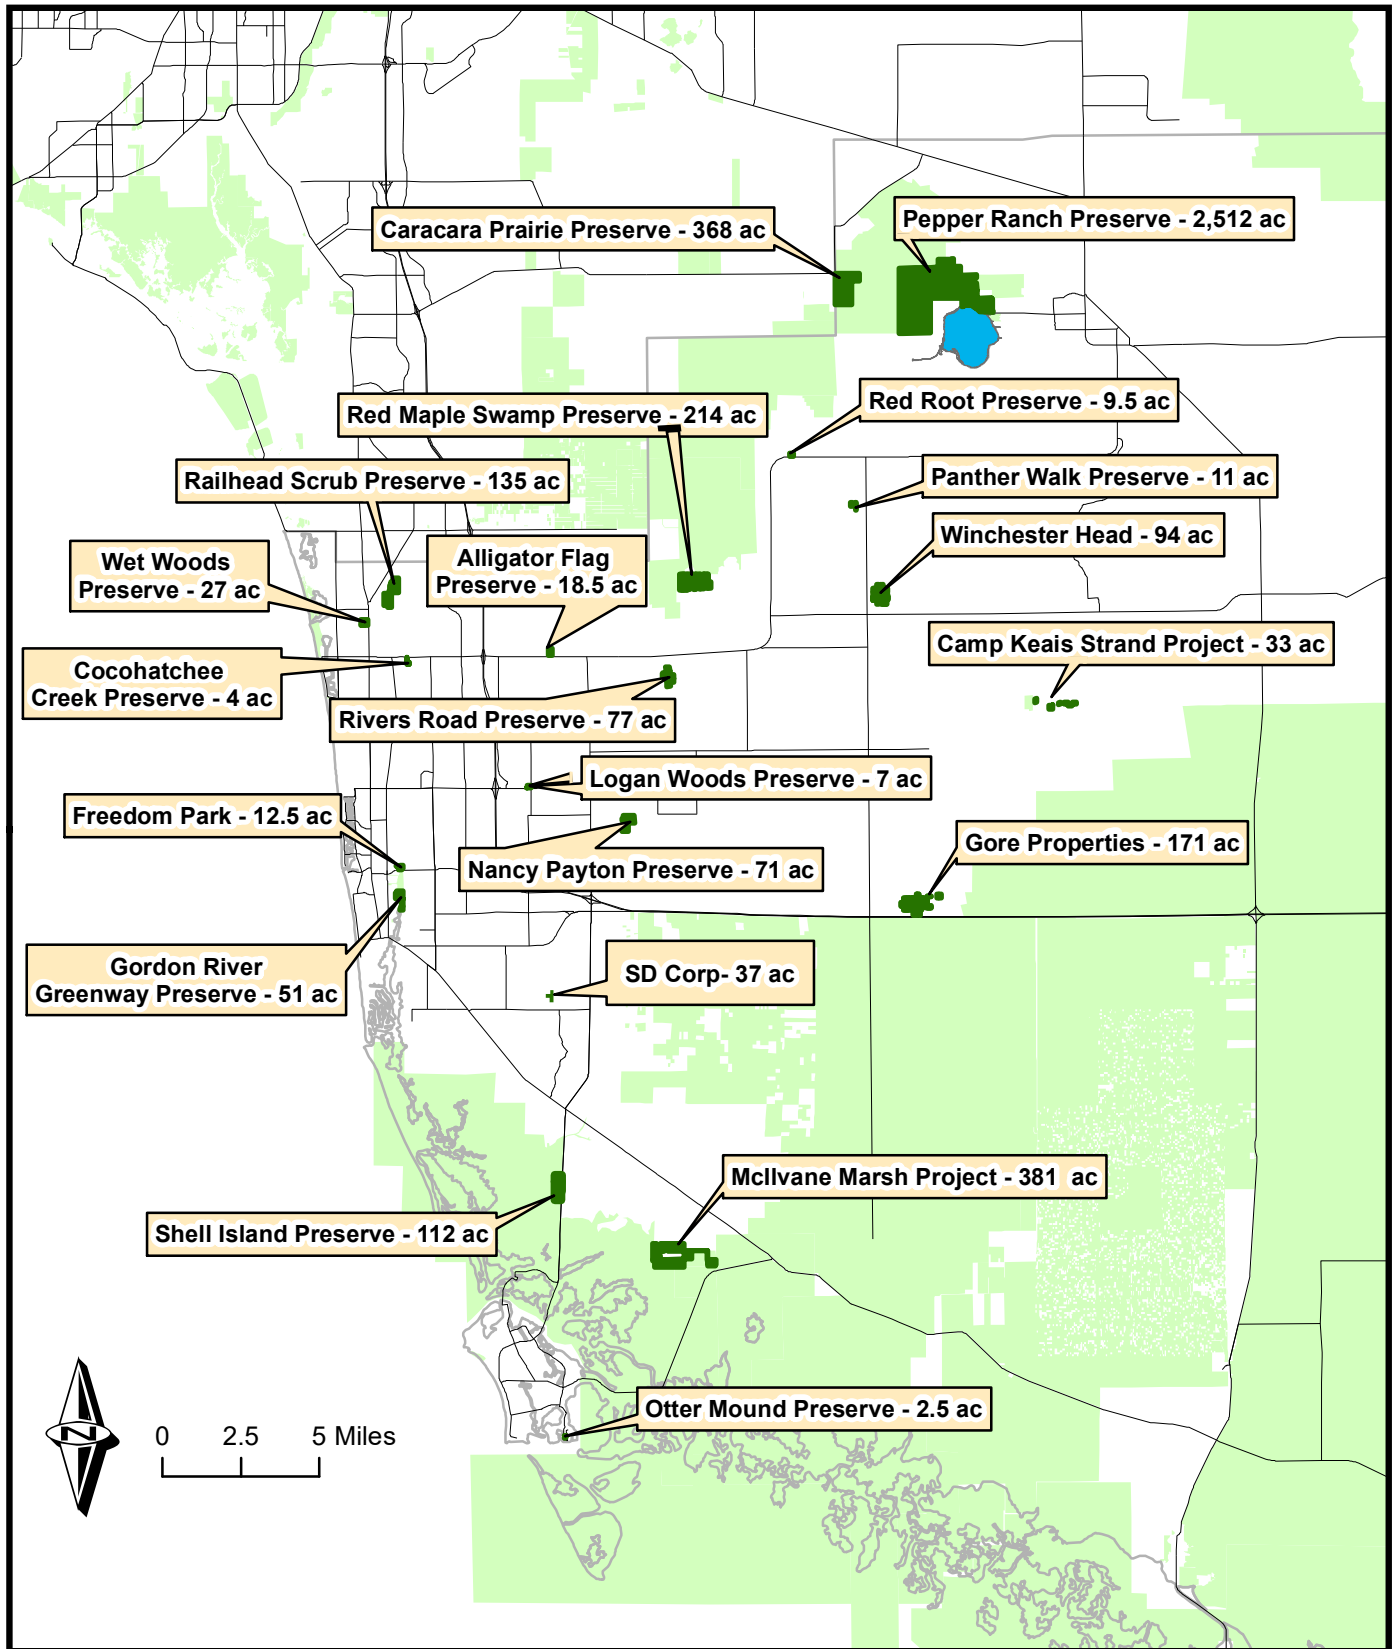 Pepper Ranch Preserve - 2,512 ac
Caracara Prairie Preserve - 368 ac
Red Root Preserve - 9.5 ac
Red Maple Swamp Preserve - 214 ac
Railhead Scrub Preserve - 135 ac
Panther Walk Preserve - 11 ac
Winchester Head - 94 ac
Wet Woods
Preserve - 27 ac
Alligator Flag
Preserve - 18.5 ac
Camp Keais Strand Project - 33 ac
Cocohatchee
Creek Preserve - 4 ac
Rivers Road Preserve - 77 ac
Logan Woods Preserve - 7 ac
Freedom Park - 12.5 ac
Gore Properties - 171 ac
Nancy Payton Preserve - 71 ac
Gordon River
Greenway Preserve - 51 ac
SD Corp- 37 ac
McIlvane Marsh Project - 381 ac
Shell Island Preserve - 112 ac
Otter Mound Preserve - 2.5 ac
N
0 2.5 5 Miles